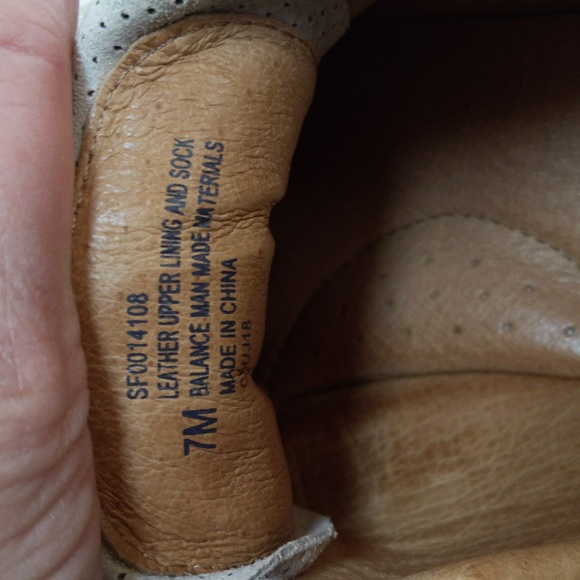 SF0014108
LEATHER UPPER LINING AND SOCK
BALANCE MAN MADE MATERIALS
MADE IN CHINA
7M